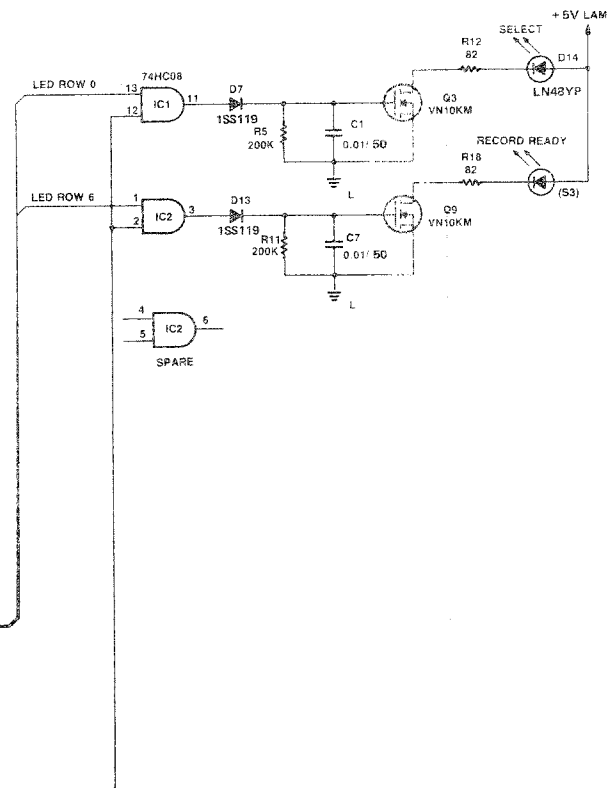 +5V LAM
SELECT
R12
82
D14
LN48YP
74HC08
LED ROW 0
13
12
IC1
11
D7
1SS119
R5
200K
C1
0.01/50
Q3
VN10KM
L
RECORD READY
R18
82
(S3)
LED ROW 6
1
2
IC2
3
D13
1SS119
R11
200K
C7
0.01/50
Q9
VN10KM
L
4
5
IC2
6
SPARE